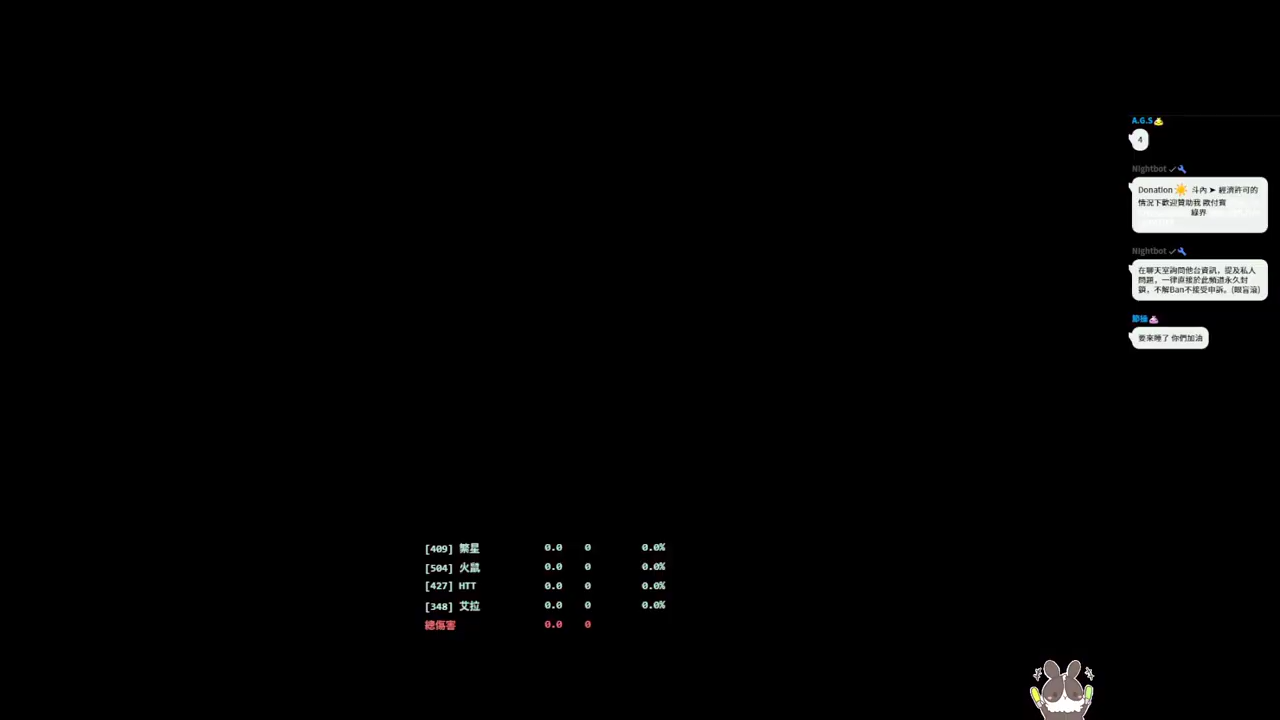 A.G.S
4
Nightbot
Donation ☀️ 斗內 ➤ 經濟許可的
情況下歡迎贊助我 歐付寶
綠界
Nightbot
在聊天室詢問他台資訊，提及私人
問題，一律直接於此頻道永久封
鎖，不解Ban不接受申訴。(眼盲滾)
節操
要來睡了 你們加油
[409] 繁星 0.0 0 0.0%
[504] 火鼠 0.0 0 0.0%
[427] HTT 0.0 0 0.0%
[348] 艾拉 0.0 0 0.0%
總傷害 0.0 0